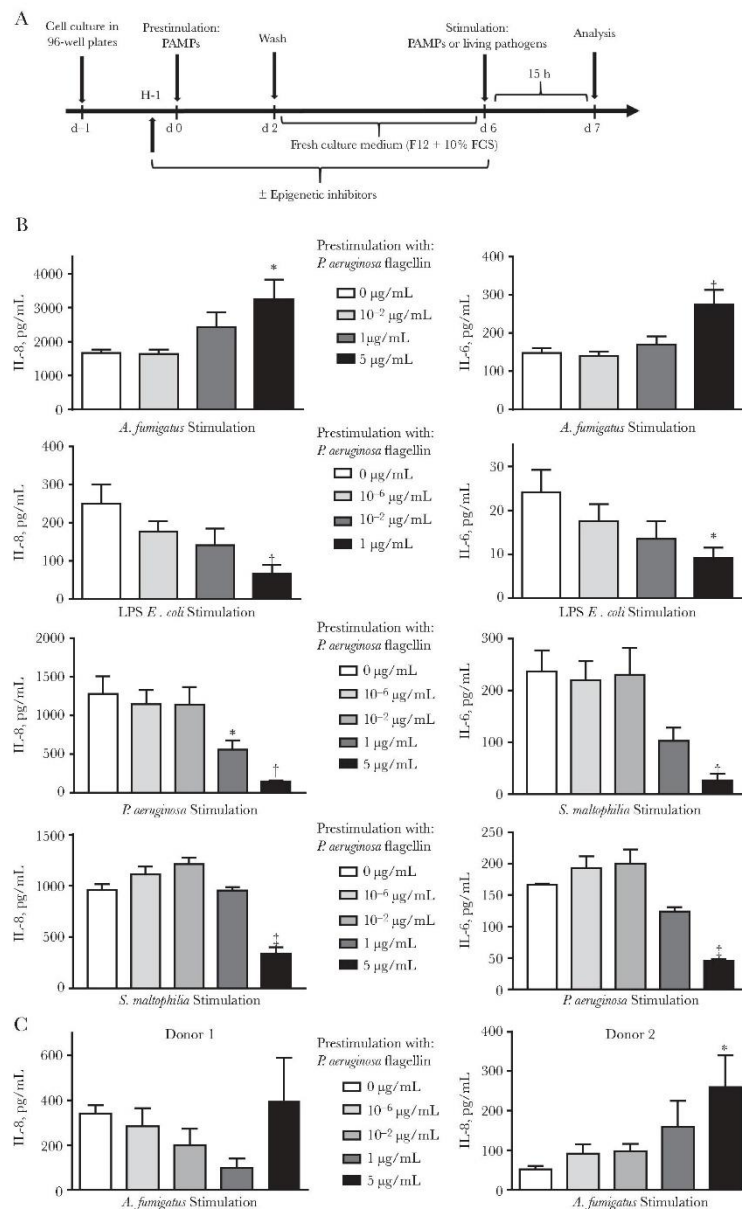 A
Cell culture in
96-well plates
Prestimulation:
PAMPs
Wash
Stimulation:
PAMPs or living pathogens
Analysis
H-1
15 h
d–1
d 0
d 2
d 6
d 7
Fresh culture medium (F12 + 10% FCS)
± Epigenetic inhibitors
B
IL-8, pg/mL
4000
3000
2000
1000
0
*
A. fumigatus Stimulation
Prestimulation with:
P. aeruginosa flagellin
0 μg/mL
10–2 μg/mL
1μg/mL
5 μg/mL
IL-6, pg/mL
400
300
200
100
0
A. fumigatus Stimulation
IL-8, pg/mL
300
200
100
0
LPS E . coli Stimulation
Prestimulation with:
P. aeruginosa flagellin
0 μg/mL
10–6 μg/mL
10–2 μg/mL
1 μg/mL
IL-6, pg/mL
30
20
10
0
*
LPS E. coli Stimulation
IL-8, pg/mL
2000
1500
1000
500
0
*
†
P. aeruginosa Stimulation
Prestimulation with:
P. aeruginosa flagellin
0 μg/mL
10–6 μg/mL
10–2 μg/mL
1 μg/mL
5 μg/mL
IL-6, pg/mL
300
200
100
0
S. maltophilia Stimulation
IL-8, pg/mL
1500
1000
500
0
‡
S. maltophilia Stimulation
Prestimulation with:
P. aeruginosa flagellin
0 μg/mL
10–6 μg/mL
10–2 μg/mL
1 μg/mL
5 μg/mL
IL-6, pg/mL
250
200
150
100
50
0
‡
P. aeruginosa Stimulation
C
Donor 1
IL-8, pg/mL
600
400
200
0
A. fumigatus Stimulation
Prestimulation with:
P. aeruginosa flagellin
0 μg/mL
10–6 μg/mL
10–2 μg/mL
1 μg/mL
5 μg/mL
Donor 2
IL-8, pg/mL
400
300
200
100
0
*
A. fumigatus Stimulation